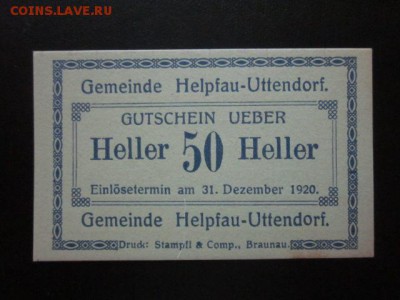 COINS.LAVE.RU
Gemeinde Helpfau-Uttendorf.
GUTSCHEIN UEBER
Heller 50 Heller
Einlösetermin am 31. Dezember 1920.
Gemeinde Helpfau-Uttendorf.
Druck: Stampfl & Comp., Braunau.